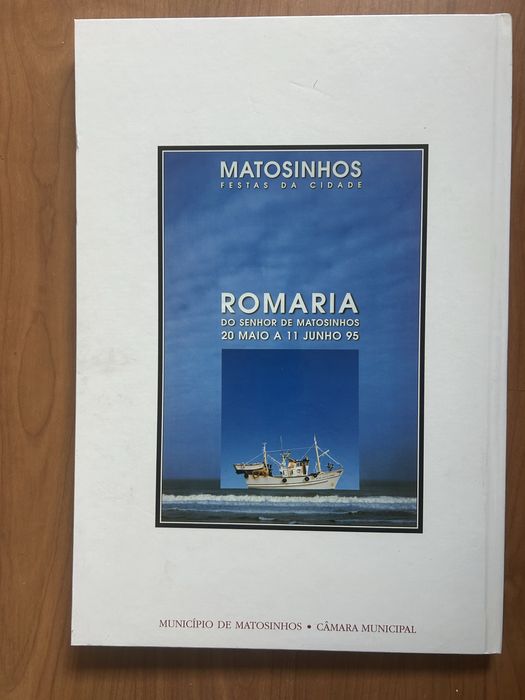 MATOSINHOS
FESTAS DA CIDADE
ROMARIA
DO SENHOR DE MATOSINHOS
20 MAIO A 11 JUNHO 95
MUNICÍPIO DE MATOSINHOS • CÂMARA MUNICIPAL